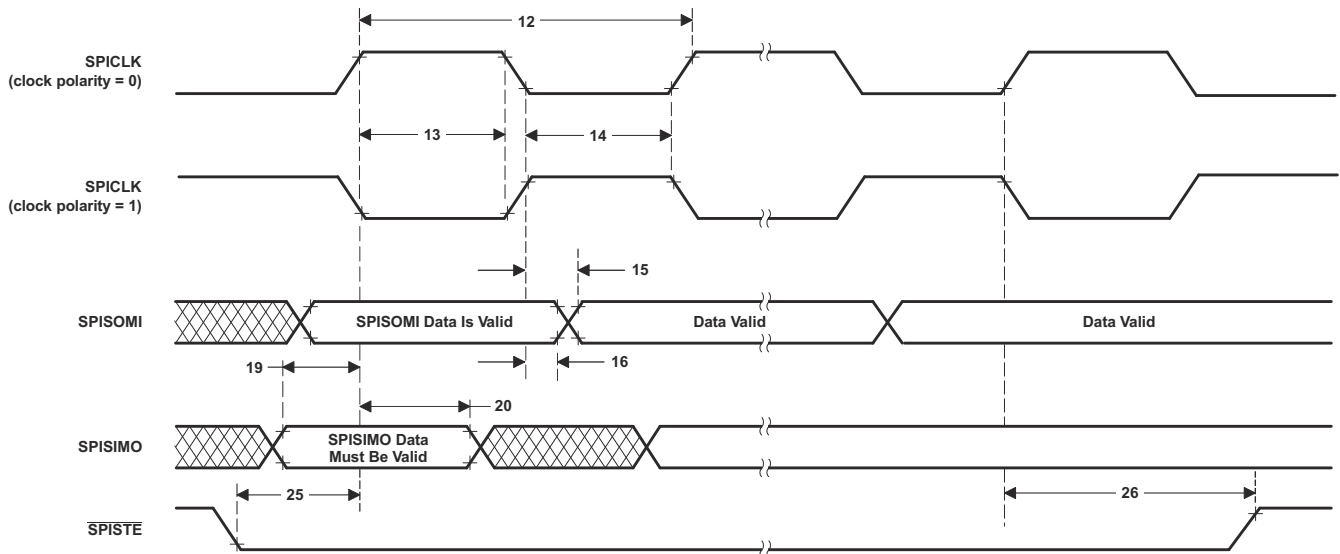 12
SPICLK
(clock polarity = 0)
13
14
SPICLK
(clock polarity = 1)
15
SPISOMI
SPISOMI Data Is Valid
Data Valid
Data Valid
19
16
20
SPISIMO
SPISIMO Data
Must Be Valid
25
26
SPISTE